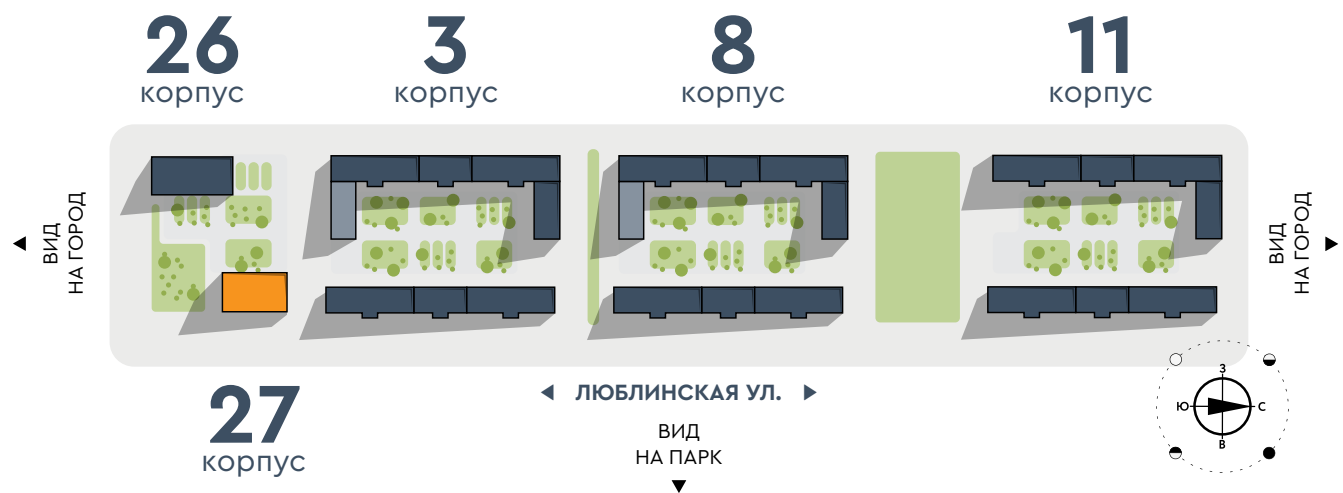 26
корпус
3
корпус
8
корпус
11
корпус
ВИД
НА ГОРОД
ВИД
НА ГОРОД
27
корпус
ЛЮБЛИНСКАЯ УЛ.
ВИД
НА ПАРК
З
Ю
С
В